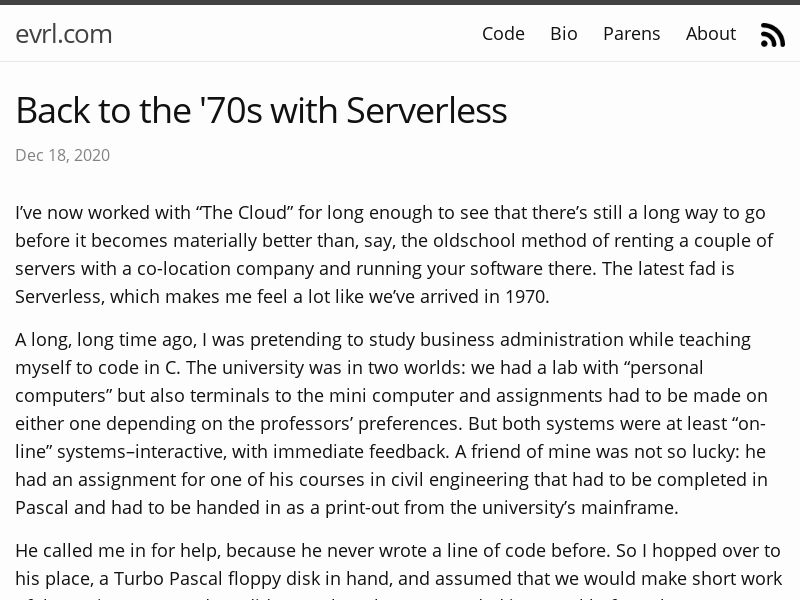 evrl.com
Code Bio Parens About
Back to the '70s with Serverless
Dec 18, 2020
I’ve now worked with “The Cloud” for long enough to see that there’s still a long way to go
before it becomes materially better than, say, the oldschool method of renting a couple of
servers with a co-location company and running your software there. The latest fad is
Serverless, which makes me feel a lot like we’ve arrived in 1970.
A long, long time ago, I was pretending to study business administration while teaching
myself to code in C. The university was in two worlds: we had a lab with “personal
computers” but also terminals to the mini computer and assignments had to be made on
either one depending on the professors’ preferences. But both systems were at least “on-
line” systems–interactive, with immediate feedback. A friend of mine was not so lucky: he
had an assignment for one of his courses in civil engineering that had to be completed in
Pascal and had to be handed in as a print-out from the university’s mainframe.
He called me in for help, because he never wrote a line of code before. So I hopped over to
his place, a Turbo Pascal floppy disk in hand, and assumed that we would make short work